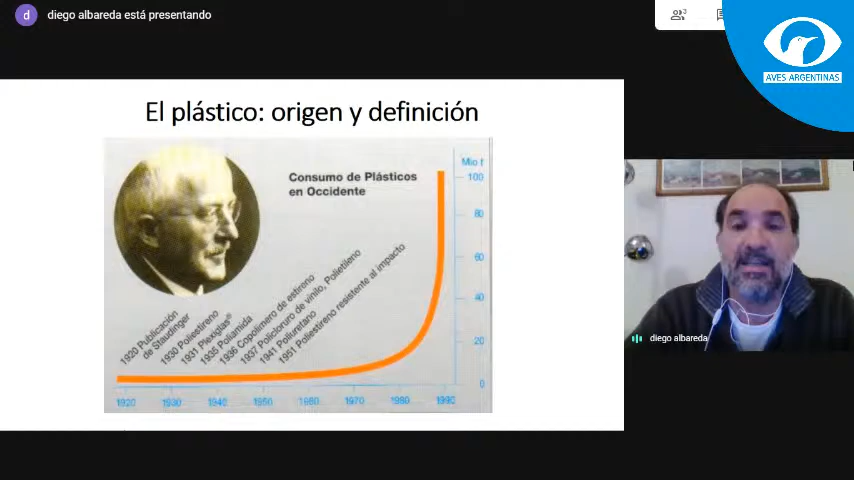 d diego albareda está presentando
3
AVES ARGENTINAS
El plástico: origen y definición
Consumo de Plásticos
en Occidente
Mio t
100
80
60
40
20
0
1920 Publicación
de Staudinger
1930 Poliestireno
1931 Plexiglas®
1935 Poliamida
1936 Copolimero de estireno
1937 Policloruro de vinilo, Polietileno
1941 Poliuretano
1951 Poliestireno resistente al impacto
1920 1930 1940 1950 1960 1970 1980 1990
diego albareda